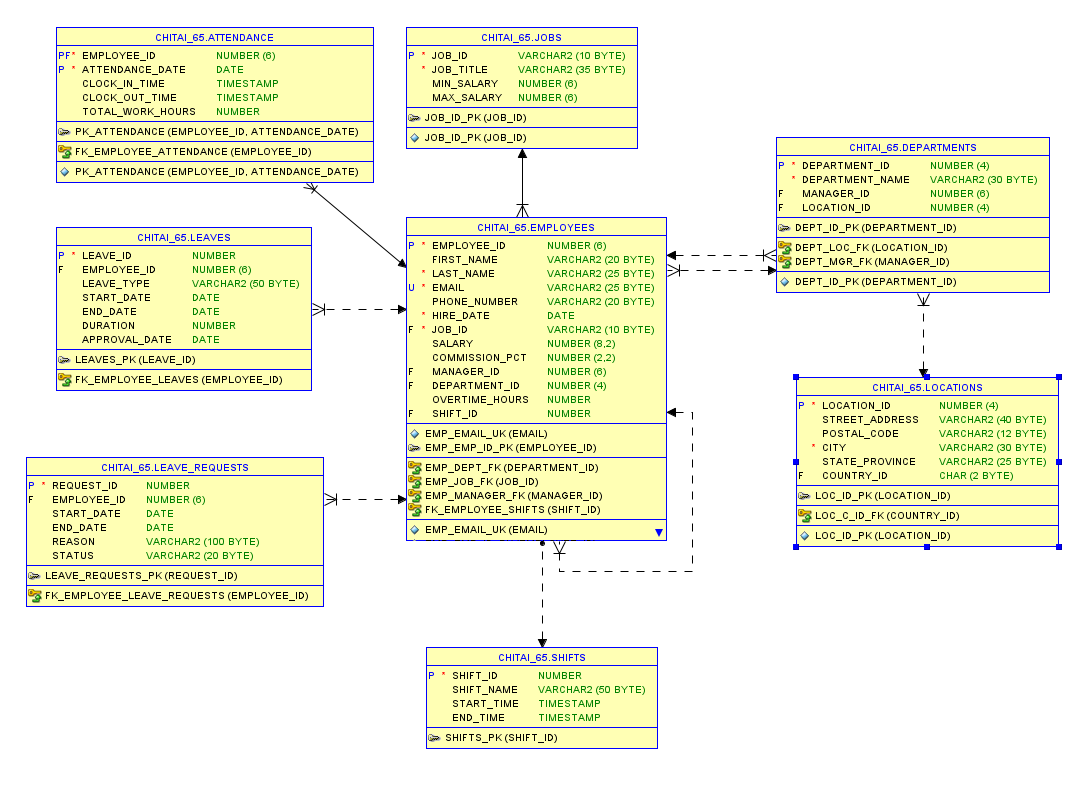 CHITAI_65.ATTENDANCE
PF* EMPLOYEE_ID NUMBER (6)
P * ATTENDANCE_DATE DATE
CLOCK_IN_TIME TIMESTAMP
CLOCK_OUT_TIME TIMESTAMP
TOTAL_WORK_HOURS NUMBER
PK_ATTENDANCE (EMPLOYEE_ID, ATTENDANCE_DATE)
FK_EMPLOYEE_ATTENDANCE (EMPLOYEE_ID)
PK_ATTENDANCE (EMPLOYEE_ID, ATTENDANCE_DATE)
CHITAI_65.JOBS
P * JOB_ID VARCHAR2 (10 BYTE)
* JOB_TITLE VARCHAR2 (35 BYTE)
MIN_SALARY NUMBER (6)
MAX_SALARY NUMBER (6)
JOB_ID_PK (JOB_ID)
JOB_ID_PK (JOB_ID)
CHITAI_65.DEPARTMENTS
P * DEPARTMENT_ID NUMBER (4)
* DEPARTMENT_NAME VARCHAR2 (30 BYTE)
F MANAGER_ID NUMBER (6)
F LOCATION_ID NUMBER (4)
DEPT_ID_PK (DEPARTMENT_ID)
DEPT_LOC_FK (LOCATION_ID)
DEPT_MGR_FK (MANAGER_ID)
DEPT_ID_PK (DEPARTMENT_ID)
CHITAI_65.LEAVES
P * LEAVE_ID NUMBER
F EMPLOYEE_ID NUMBER (6)
LEAVE_TYPE VARCHAR2 (50 BYTE)
START_DATE DATE
END_DATE DATE
DURATION NUMBER
APPROVAL_DATE DATE
LEAVES_PK (LEAVE_ID)
FK_EMPLOYEE_LEAVES (EMPLOYEE_ID)
CHITAI_65.EMPLOYEES
P * EMPLOYEE_ID NUMBER (6)
FIRST_NAME VARCHAR2 (20 BYTE)
* LAST_NAME VARCHAR2 (25 BYTE)
U * EMAIL VARCHAR2 (25 BYTE)
PHONE_NUMBER VARCHAR2 (20 BYTE)
* HIRE_DATE DATE
F * JOB_ID VARCHAR2 (10 BYTE)
SALARY NUMBER (8,2)
COMMISSION_PCT NUMBER (2,2)
F MANAGER_ID NUMBER (6)
F DEPARTMENT_ID NUMBER (4)
OVERTIME_HOURS NUMBER
F SHIFT_ID NUMBER
EMP_EMAIL_UK (EMAIL)
EMP_EMP_ID_PK (EMPLOYEE_ID)
EMP_DEPT_FK (DEPARTMENT_ID)
EMP_JOB_FK (JOB_ID)
EMP_MANAGER_FK (MANAGER_ID)
FK_EMPLOYEE_SHIFTS (SHIFT_ID)
EMP_EMAIL_UK (EMAIL)
CHITAI_65.LOCATIONS
P * LOCATION_ID NUMBER (4)
STREET_ADDRESS VARCHAR2 (40 BYTE)
POSTAL_CODE VARCHAR2 (12 BYTE)
* CITY VARCHAR2 (30 BYTE)
STATE_PROVINCE VARCHAR2 (25 BYTE)
F COUNTRY_ID CHAR (2 BYTE)
LOC_ID_PK (LOCATION_ID)
LOC_C_ID_FK (COUNTRY_ID)
LOC_ID_PK (LOCATION_ID)
CHITAI_65.LEAVE_REQUESTS
P * REQUEST_ID NUMBER
F EMPLOYEE_ID NUMBER (6)
START_DATE DATE
END_DATE DATE
REASON VARCHAR2 (100 BYTE)
STATUS VARCHAR2 (20 BYTE)
LEAVE_REQUESTS_PK (REQUEST_ID)
FK_EMPLOYEE_LEAVE_REQUESTS (EMPLOYEE_ID)
CHITAI_65.SHIFTS
P * SHIFT_ID NUMBER
SHIFT_NAME VARCHAR2 (50 BYTE)
START_TIME TIMESTAMP
END_TIME TIMESTAMP
SHIFTS_PK (SHIFT_ID)